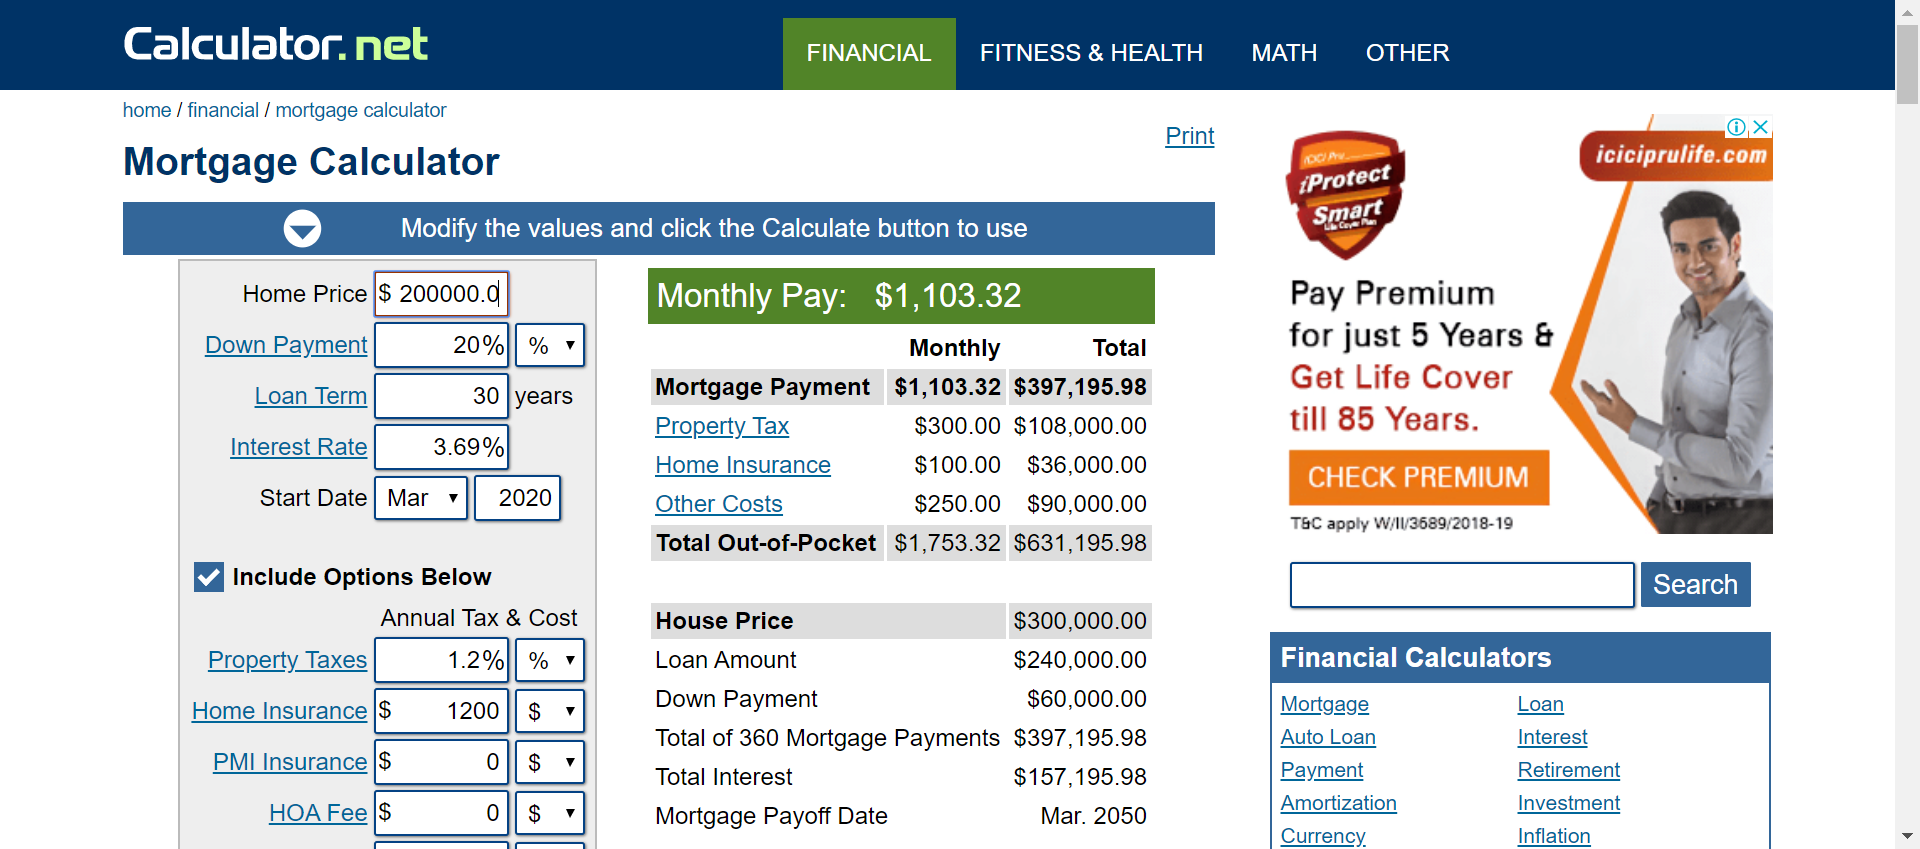 Calculator.net
FINANCIAL FITNESS & HEALTH MATH OTHER
home / financial / mortgage calculator
Print
Mortgage Calculator
Modify the values and click the Calculate button to use
Home Price $ 200000.0
Down Payment 20% %
Loan Term 30 years
Interest Rate 3.69%
Start Date Mar 2020
Include Options Below
Annual Tax & Cost
Property Taxes 1.2% %
Home Insurance $ 1200 $
PMI Insurance $ 0 $
HOA Fee $ 0 $
Monthly Pay: $1,103.32
Monthly Total
Mortgage Payment $1,103.32 $397,195.98
Property Tax $300.00 $108,000.00
Home Insurance $100.00 $36,000.00
Other Costs $250.00 $90,000.00
Total Out-of-Pocket $1,753.32 $631,195.98
House Price $300,000.00
Loan Amount $240,000.00
Down Payment $60,000.00
Total of 360 Mortgage Payments $397,195.98
Total Interest $157,195.98
Mortgage Payoff Date Mar. 2050
iciciprulife.com
ICICI Pru
iProtect
Smart
Life Cover Plan
Pay Premium
for just 5 Years &
Get Life Cover
till 85 Years.
CHECK PREMIUM
T&C apply W/II/3689/2018-19
Search
Financial Calculators
Mortgage Loan
Auto Loan Interest
Payment Retirement
Amortization Investment
Currency Inflation